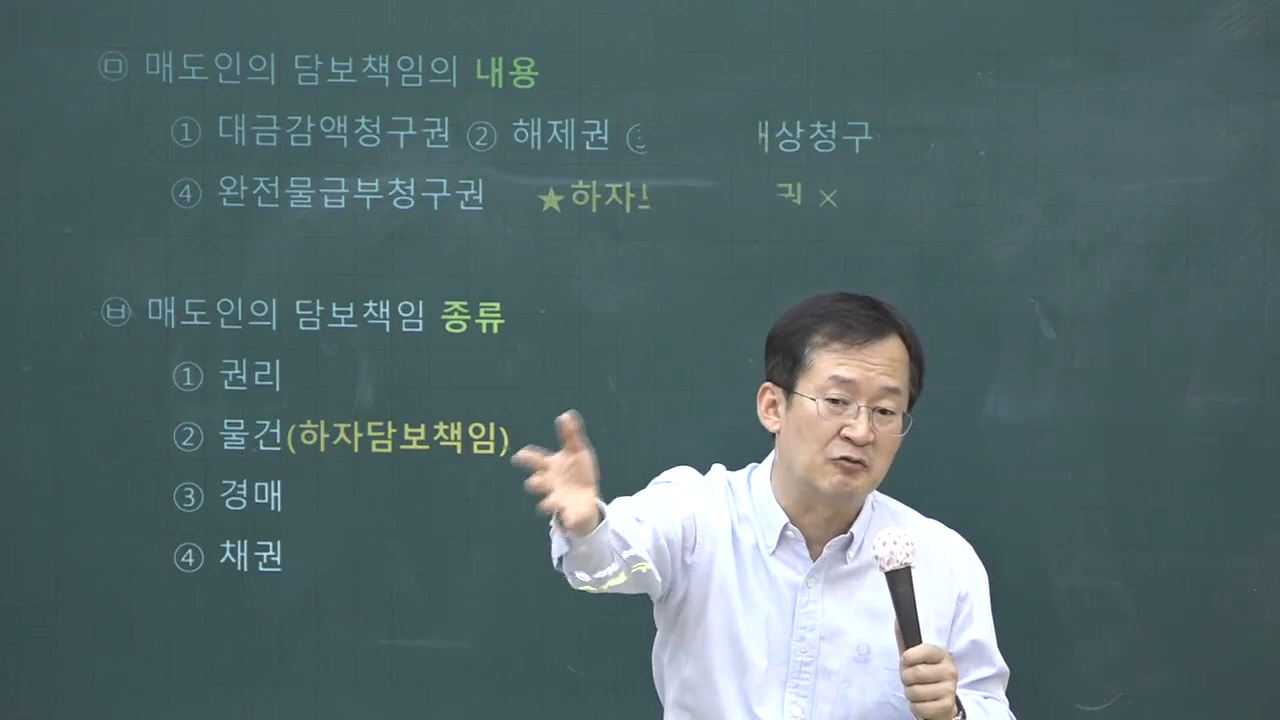 ㉤ 매도인의 담보책임의 내용
① 대금감액청구권 ② 해제권
④ 완전물급부청구권 ★하자 권 ×
㉥ 매도인의 담보책임 종류
① 권리
② 물건(하자담보책임)
③ 경매
④ 채권